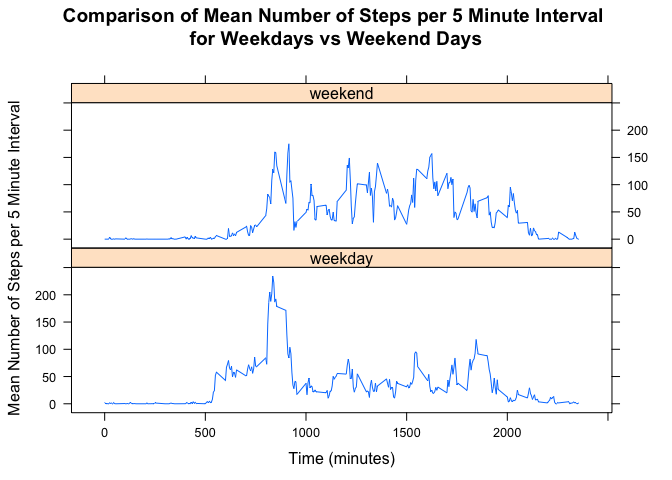 Comparison of Mean Number of Steps per 5 Minute Interval
for Weekdays vs Weekend Days
Mean Number of Steps per 5 Minute Interval
weekend
200
150
100
50
0
weekday
200
150
100
50
0
0 500 1000 1500 2000
Time (minutes)